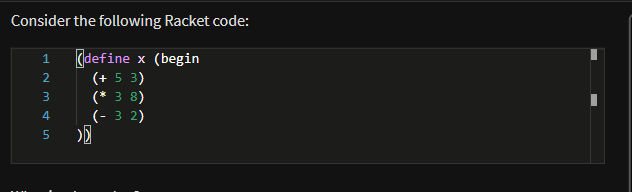 Consider the following Racket code:
1 (define x (begin
2 (+ 5 3)
3 (* 3 8)
4 (- 3 2)
5 ))